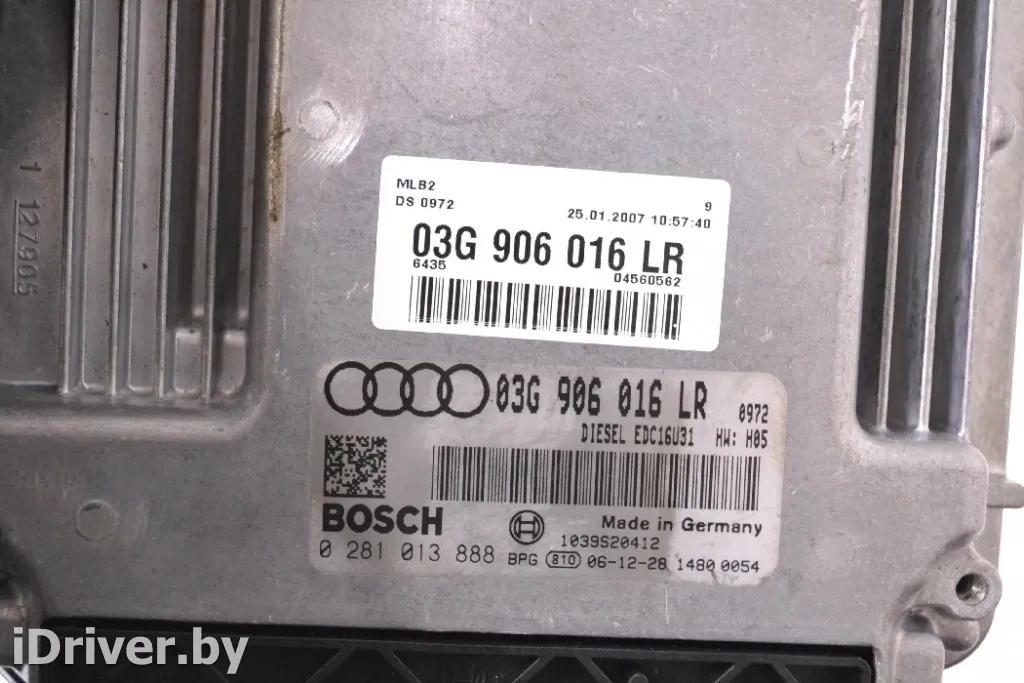 1 127905
MLB2
DS 0972
9
25.01.2007 10:57:40
03G 906 016 LR
6435
04560562
03G 906 016 LR 0972
DIESEL EDC16U31 HW: H05
BOSCH
Made in Germany
1039S20412
0 281 013 888 BPG 810 06-12-28 1480 0054
iDriver.by